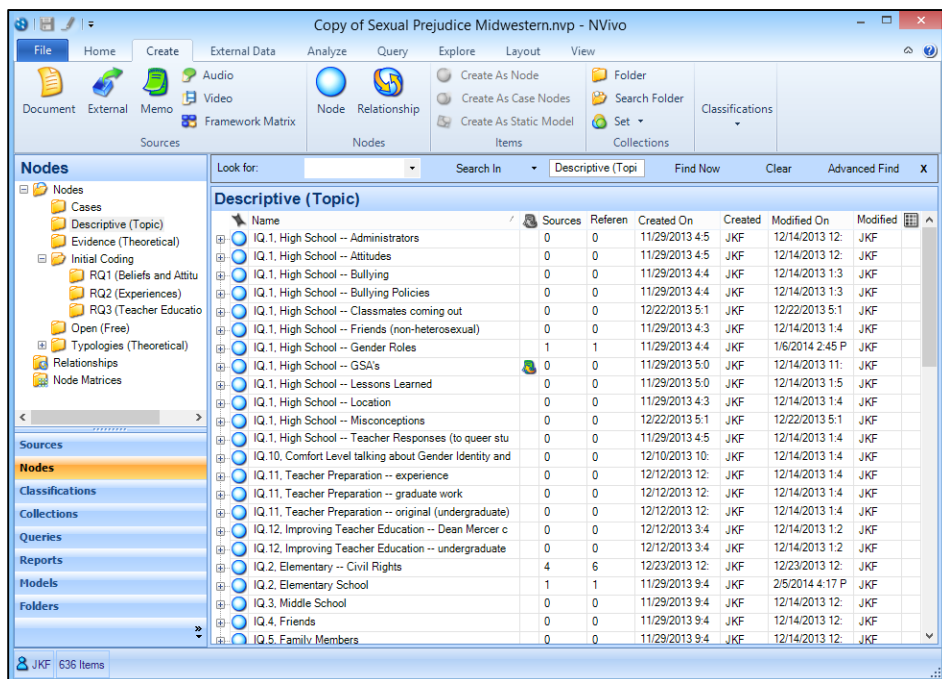 Copy of Sexual Prejudice Midwestern.nvp - NVivo
File Home Create External Data Analyze Query Explore Layout View
Document External Memo Audio Video Framework Matrix
Sources
Node Relationship
Nodes
Create As Node
Create As Case Nodes
Create As Static Model
Items
Folder
Search Folder
Set
Collections
Classifications
Nodes
Nodes
Cases
Descriptive (Topic)
Evidence (Theoretical)
Initial Coding
RQ1 (Beliefs and Attitu
RQ2 (Experiences)
RQ3 (Teacher Educatio
Open (Free)
Typologies (Theoretical)
Relationships
Node Matrices
Sources
Nodes
Classifications
Collections
Queries
Reports
Models
Folders
Look for: Search In Descriptive (Topi Find Now Clear Advanced Find x
Descriptive (Topic)
Name Sources Referen Created On Created Modified On Modified
IQ.1, High School -- Administrators 0 0 11/29/2013 4:5 JKF 12/14/2013 12: JKF
IQ.1, High School -- Attitudes 0 0 11/29/2013 4:5 JKF 12/14/2013 12: JKF
IQ.1, High School -- Bullying 0 0 11/29/2013 4:4 JKF 12/14/2013 1:3 JKF
IQ.1, High School -- Bullying Policies 0 0 11/29/2013 4:4 JKF 12/14/2013 1:3 JKF
IQ.1, High School -- Classmates coming out 0 0 12/22/2013 5:1 JKF 12/22/2013 5:1 JKF
IQ.1, High School -- Friends (non-heterosexual) 0 0 11/29/2013 4:3 JKF 12/14/2013 1:4 JKF
IQ.1, High School -- Gender Roles 1 1 11/29/2013 4:4 JKF 1/6/2014 2:45 P JKF
IQ.1, High School -- GSA's 0 0 11/29/2013 5:0 JKF 12/14/2013 11: JKF
IQ.1, High School -- Lessons Learned 0 0 11/29/2013 5:0 JKF 12/14/2013 1:5 JKF
IQ.1, High School -- Location 0 0 11/29/2013 4:3 JKF 12/14/2013 1:4 JKF
IQ.1, High School -- Misconceptions 0 0 12/22/2013 5:1 JKF 12/22/2013 5:1 JKF
IQ.1, High School -- Teacher Responses (to queer stu 0 0 11/29/2013 4:5 JKF 12/14/2013 1:4 JKF
IQ.10, Comfort Level talking about Gender Identity and 0 0 12/10/2013 10: JKF 12/14/2013 1:4 JKF
IQ.11, Teacher Preparation -- experience 0 0 12/12/2013 12: JKF 12/14/2013 1:4 JKF
IQ.11, Teacher Preparation -- graduate work 0 0 12/12/2013 12: JKF 12/14/2013 1:4 JKF
IQ.11, Teacher Preparation -- original (undergraduate) 0 0 12/12/2013 12: JKF 12/14/2013 1:4 JKF
IQ.12, Improving Teacher Education -- Dean Mercer c 0 0 12/12/2013 3:4 JKF 12/14/2013 1:2 JKF
IQ.12, Improving Teacher Education -- undergraduate 0 0 12/12/2013 3:4 JKF 12/14/2013 1:2 JKF
IQ.2, Elementary -- Civil Rights 4 6 12/23/2013 12: JKF 12/23/2013 12: JKF
IQ.2, Elementary School 1 1 11/29/2013 9:4 JKF 2/5/2014 4:17 P JKF
IQ.3, Middle School 0 0 11/29/2013 9:4 JKF 12/14/2013 12: JKF
IQ.4, Friends 0 0 11/29/2013 9:4 JKF 12/14/2013 12: JKF
IQ.5, Family Members 0 0 11/29/2013 9:4 JKF 12/14/2013 12: JKF
JKF 636 Items